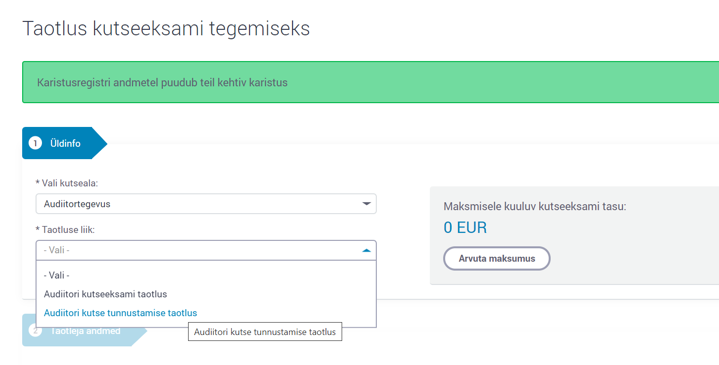 Taotlus kutseeksami tegemiseks
Karistusregistri andmetel puudub teil kehtiv karistus
1 Üldinfo
* Vali kutseala:
Audiitortegevus
* Taotluse liik:
- Vali -
- Vali -
Audiitori kutseeksami taotlus
Audiitori kutse tunnustamise taotlus
Maksmisele kuuluv kutseeksami tasu:
0 EUR
Arvuta maksumus
2 Taotleja andmed
Audiitori kutse tunnustamise taotlus